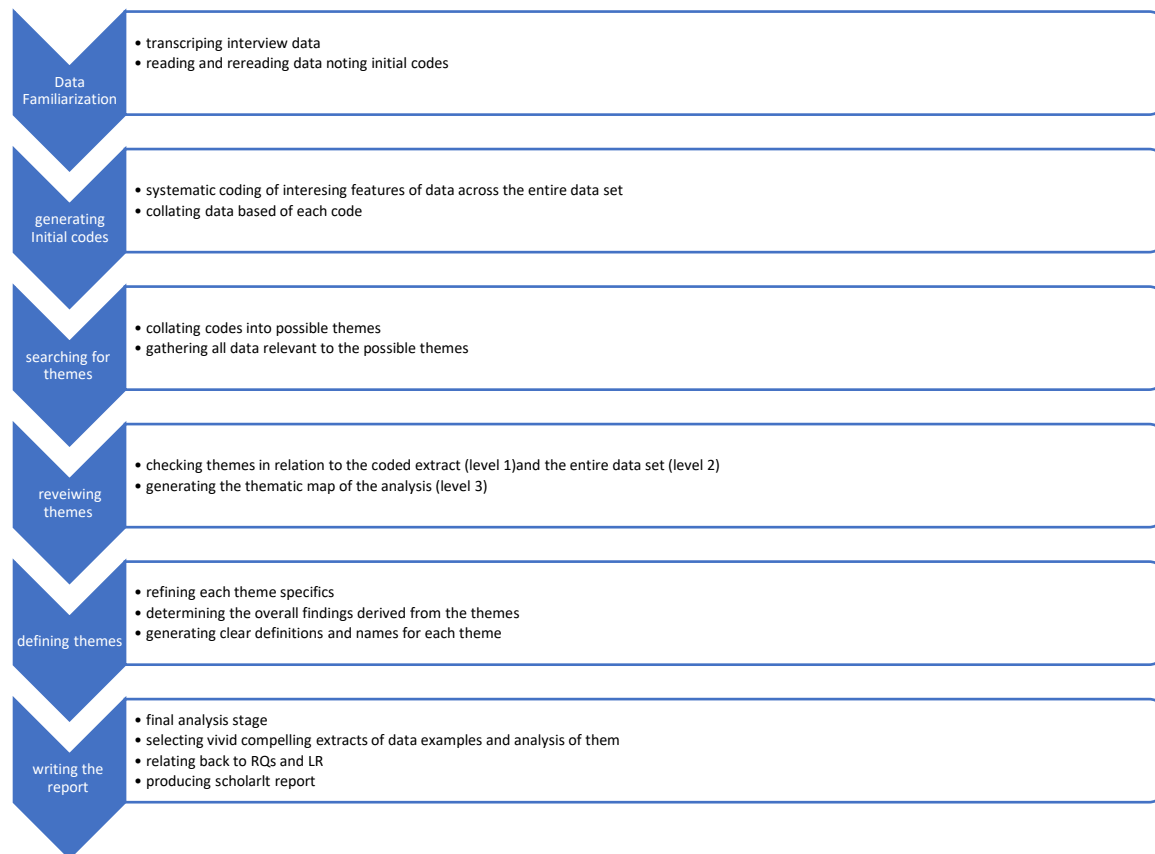 Data
Familiarization
• transcriping interview data
• reading and rereading data noting initial codes
generating
Initial codes
• systematic coding of interesing features of data across the entire data set
• collating data based of each code
searching for
themes
• collating codes into possible themes
• gathering all data relevant to the possible themes
reveiwing
themes
• checking themes in relation to the coded extract (level 1)and the entire data set (level 2)
• generating the thematic map of the analysis (level 3)
defining themes
• refining each theme specifics
• determining the overall findings derived from the themes
• generating clear definitions and names for each theme
writing the
report
• final analysis stage
• selecting vivid compelling extracts of data examples and analysis of them
• relating back to RQs and LR
• producing scholarlt report